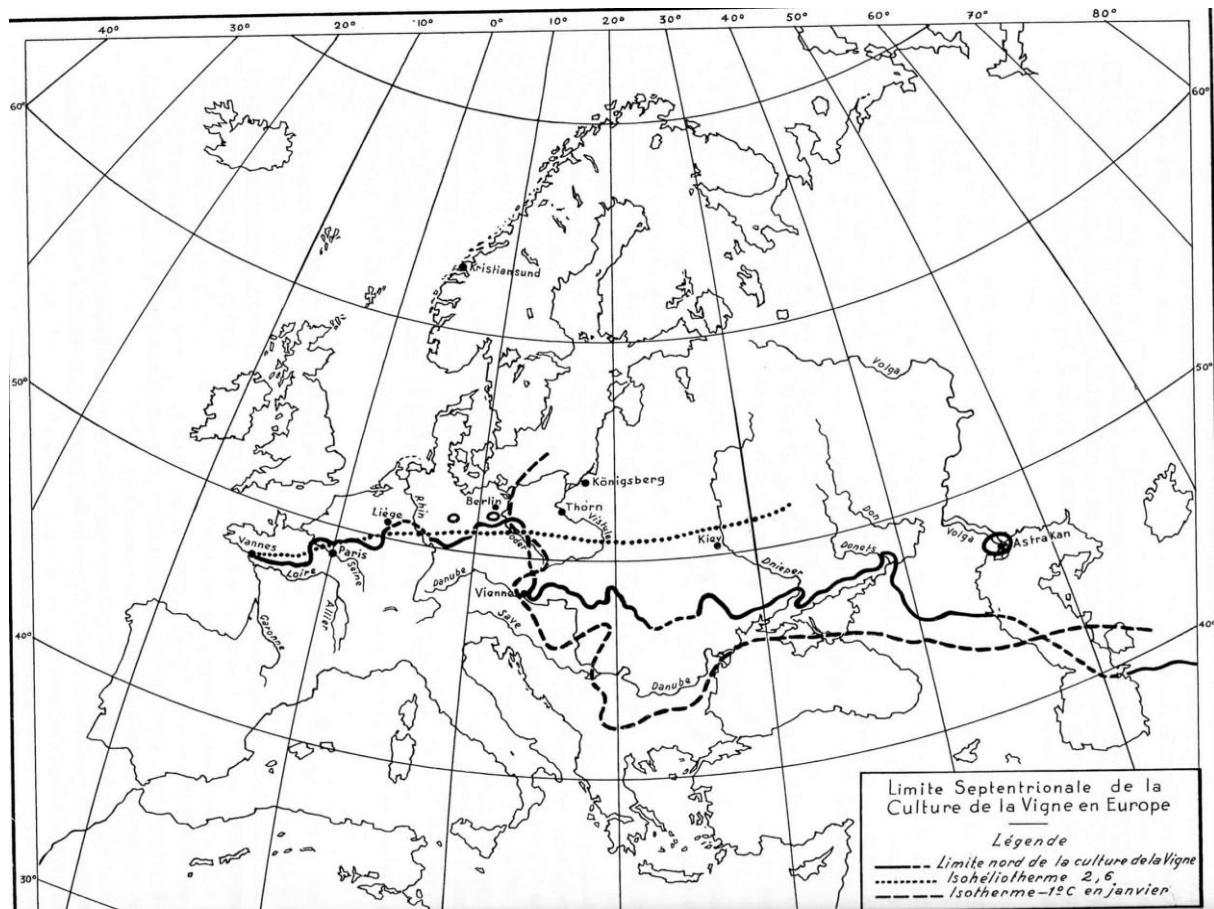 40° 30° 20° 10° 0° 10° 20° 30° 40° 50° 60° 70° 80°
60° 60°
50° 50°
40° 40°
30°
Kristiansund
Volga
Königsberg
Berlin
Thorn
Rhin
Vistule
Liège
Oder
Don
Kiev
Volga
Astrakan
Vannes
Paris
Seine
Donets
Loire
Danube
Dnieper
Allier
Vienne
Save
Garonne
Danube
Limite Septentrionale de la
Culture de la Vigne en Europe
Légende
Limite nord de la culture de la Vigne
Isohéliotherme 2,6
Isotherme -1°C en janvier